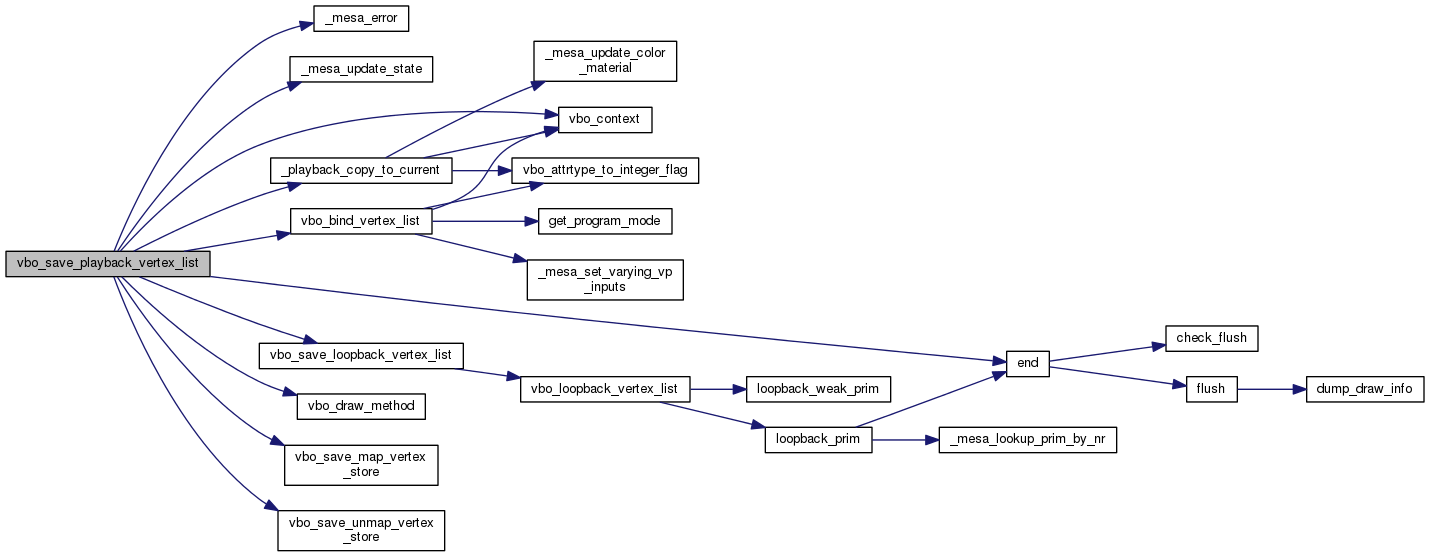 _mesa_error
_mesa_update_state
_mesa_update_color
_material
vbo_context
_playback_copy_to_current
vbo_attrtype_to_integer_flag
vbo_bind_vertex_list
get_program_mode
vbo_save_playback_vertex_list
_mesa_set_varying_vp
_inputs
vbo_save_loopback_vertex_list
end
check_flush
vbo_loopback_vertex_list
loopback_weak_prim
flush
dump_draw_info
vbo_draw_method
loopback_prim
_mesa_lookup_prim_by_nr
vbo_save_map_vertex
_store
vbo_save_unmap_vertex
_store